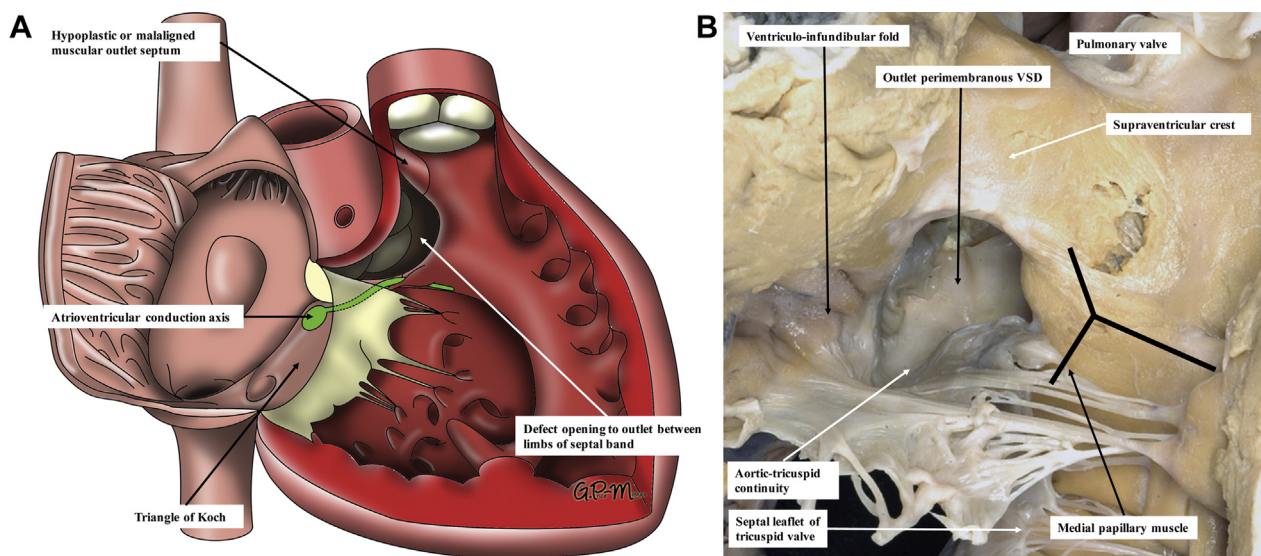 A
Hypoplastic or malaligned
muscular outlet septum
Atrioventricular conduction axis
Defect opening to outlet between
limbs of septal band
Triangle of Koch
B
Ventriculo-infundibular fold
Pulmonary valve
Outlet perimembranous VSD
Supraventricular crest
Aortic-tricuspid
continuity
Septal leaflet of
tricuspid valve
Medial papillary muscle